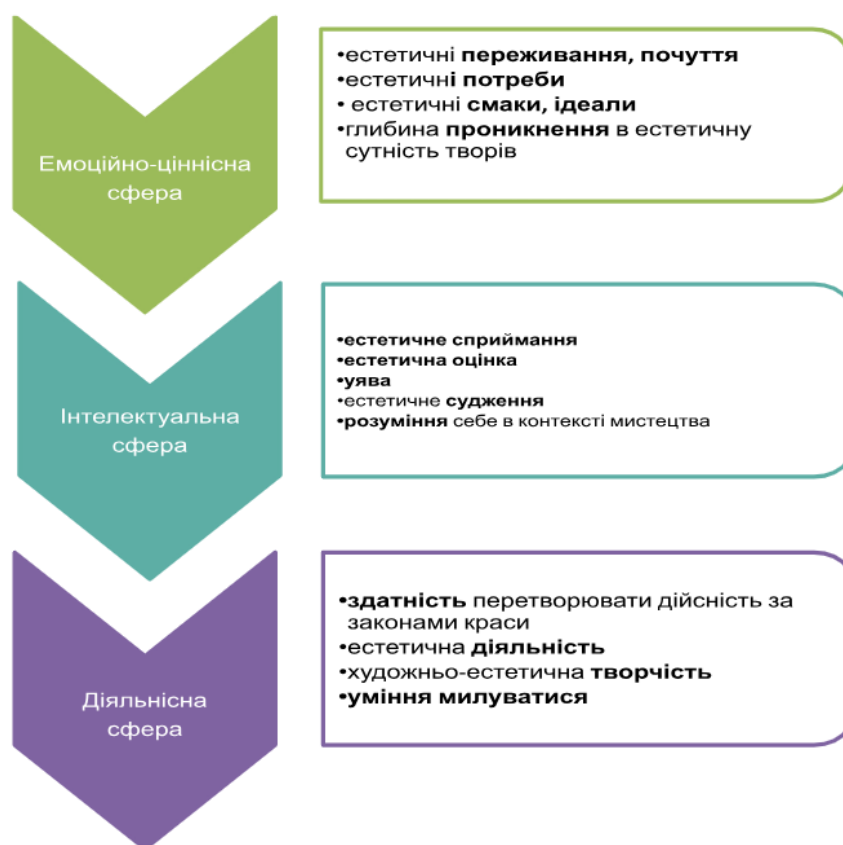 Емоційно-ціннісна
сфера
•естетичні переживання, почуття
•естетичні потреби
• естетичні смаки, ідеали
•глибина проникнення в естетичну
сутність творів
Інтелектуальна
сфера
•естетичне сприймання
•естетична оцінка
•уява
•естетичне судження
•розуміння себе в контексті мистецтва
Діяльнісна
сфера
•здатність перетворювати дійсність за
законами краси
•естетична діяльність
•художньо-естетична творчість
•уміння милуватися